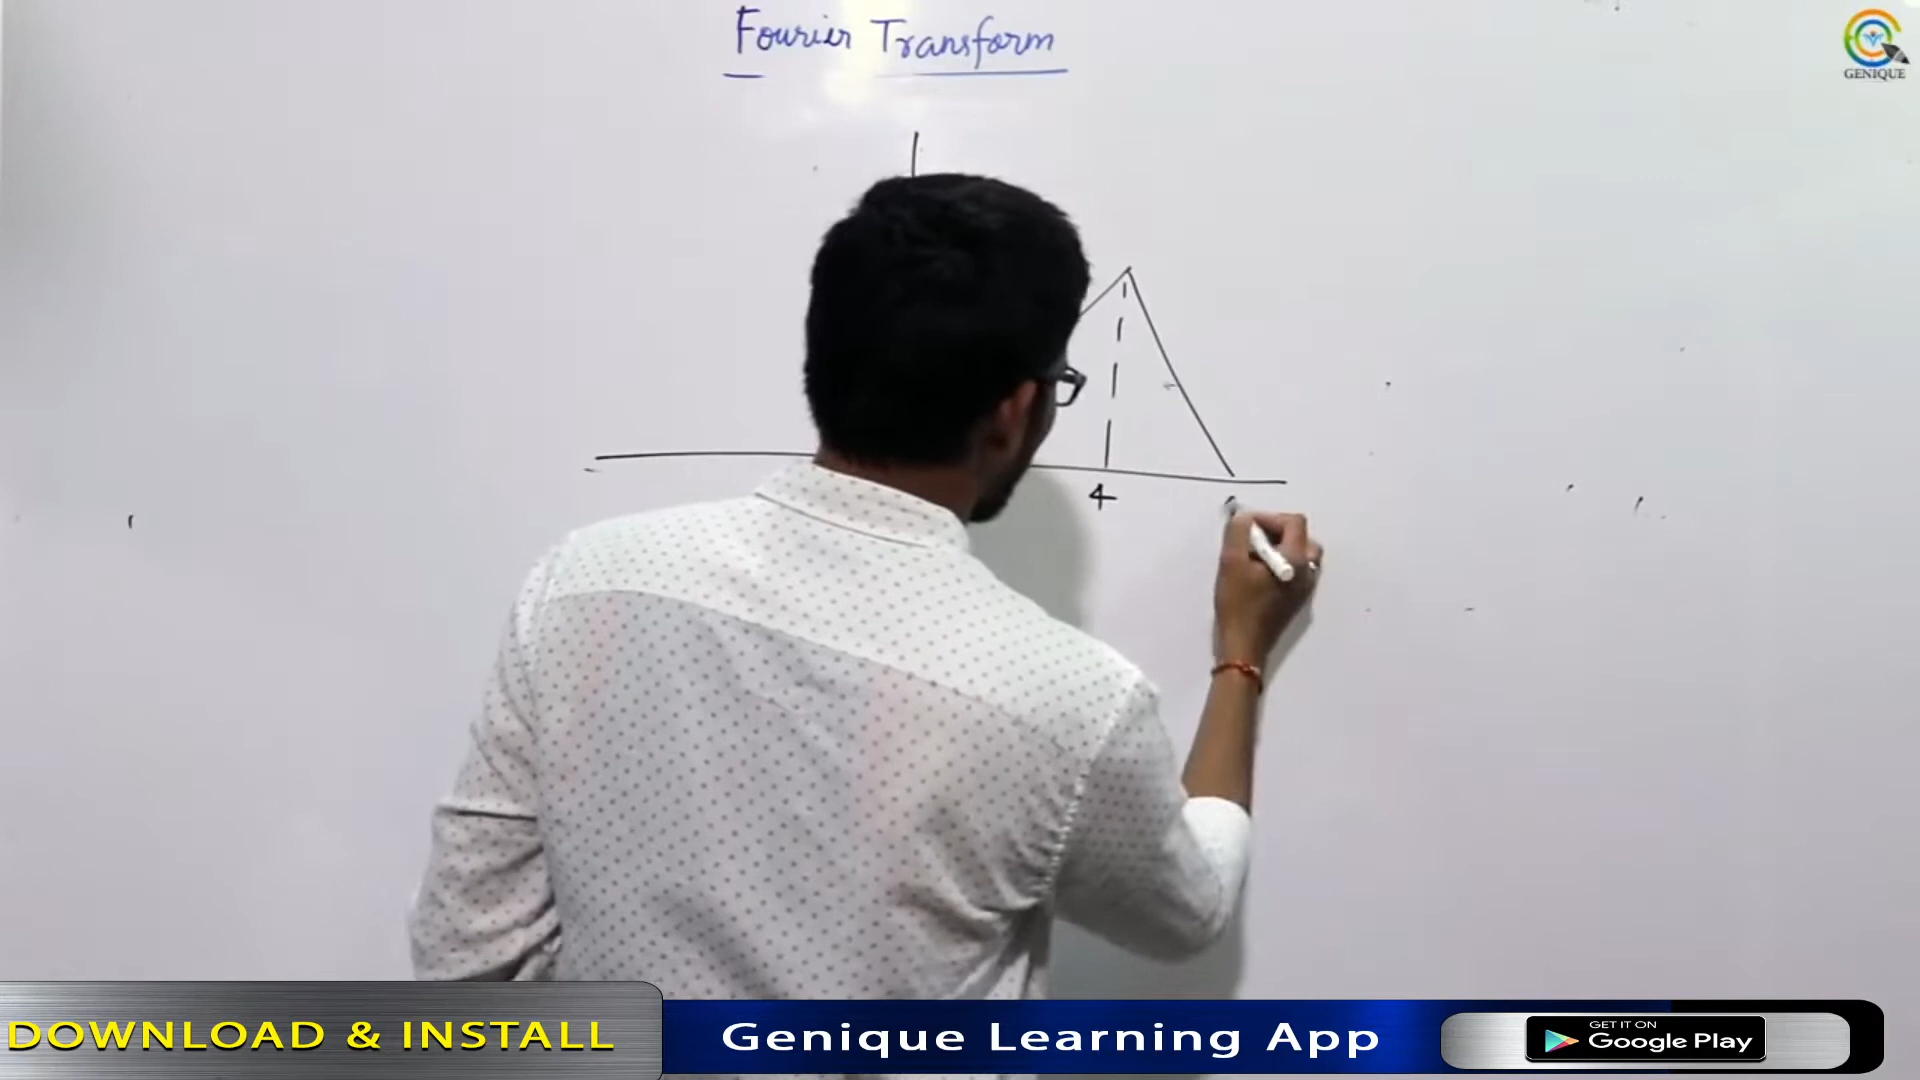 Fourier Transform
GENIQUE
4
DOWNLOAD & INSTALL
Genique Learning App
GET IT ON
Google Play